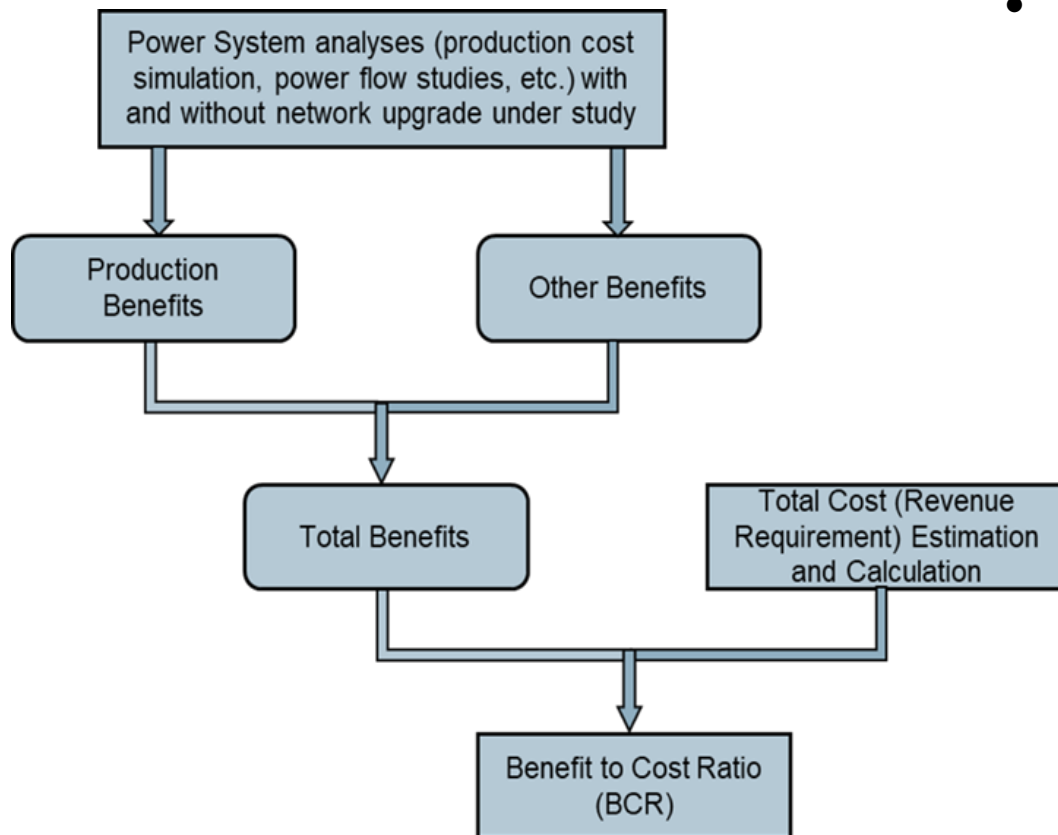 Power System analyses (production cost
simulation, power flow studies, etc.) with
and without network upgrade under study
Production
Benefits
Other Benefits
Total Benefits
Total Cost (Revenue
Requirement) Estimation
and Calculation
Benefit to Cost Ratio
(BCR)